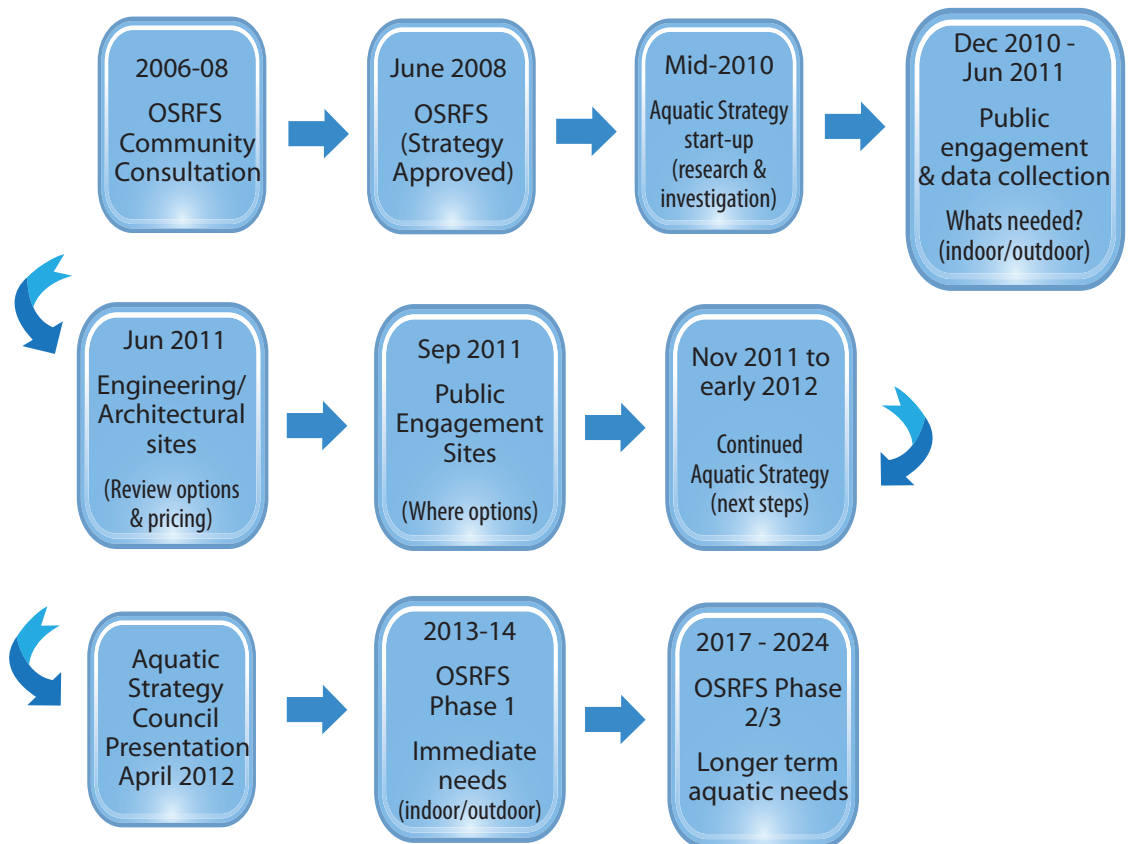 2006-08
OSRFS
Community
Consultation
June 2008
OSRFS
(Strategy
Approved)
Mid-2010
Aquatic Strategy
start-up
(research &
investigation)
Dec 2010 -
Jun 2011
Public
engagement
& data collection
Whats needed?
(indoor/outdoor)
Jun 2011
Engineering/
Architectural
sites
(Review options
& pricing)
Sep 2011
Public
Engagement
Sites
(Where options)
Nov 2011 to
early 2012
Continued
Aquatic Strategy
(next steps)
Aquatic
Strategy
Council
Presentation
April 2012
2013-14
OSRFS
Phase 1
Immediate
needs
(indoor/outdoor)
2017 - 2024
OSRFS Phase
2/3
Longer term
aquatic needs